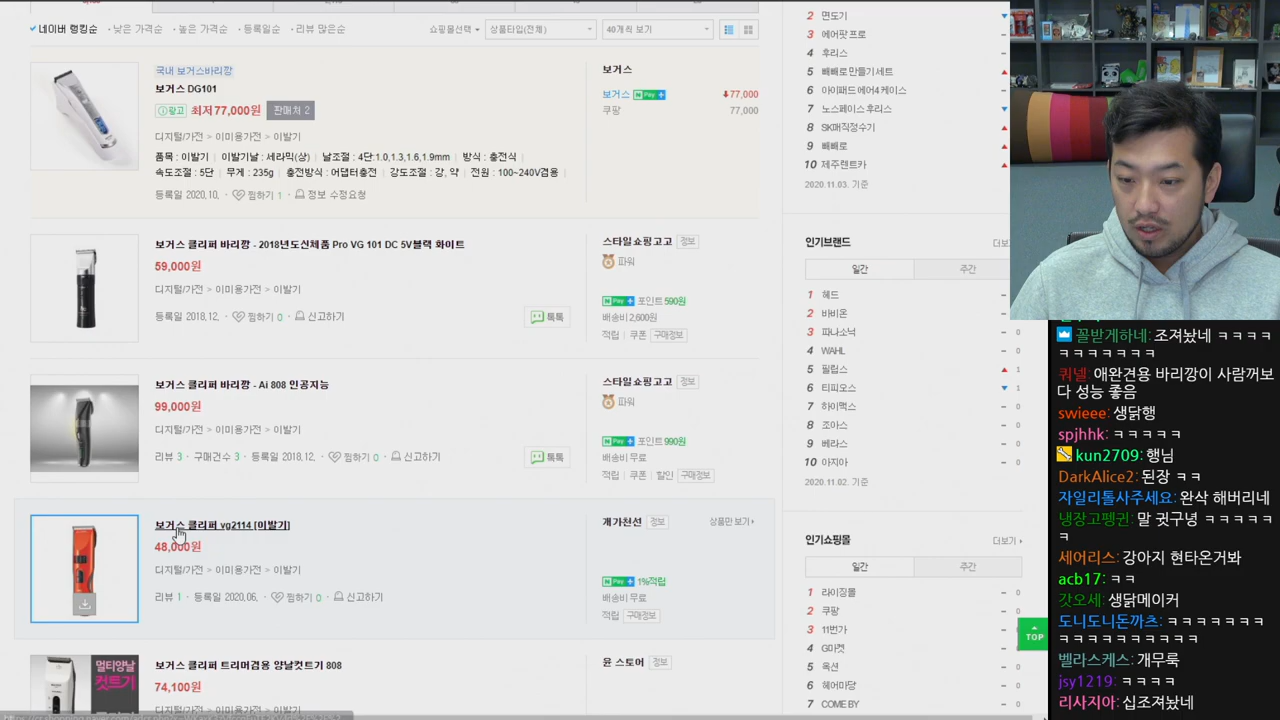 네이버 랭킹순
낮은 가격순
높은 가격순
등록일순
리뷰 많은순
쇼핑몰선택
상품타입(전체)
40개씩 보기
국내 보거스바리깡
보거스 DG101
광고 최저77,000원 판매처 2
디지털/가전 > 이미용가전 > 이발기
품목 : 이발기 | 이발기날 : 세라믹(상) | 날조절 : 4단:1.0,1.3,1.6,1.9mm | 방식 : 충전식 |
속도조절 : 5단 | 무게 : 235g | 충전방식 : 어댑터충전 | 강도조절 : 강, 약 | 전원 : 100~240V겸용 |
등록일 2020.10. 찜하기 1 정보 수정요청
보거스
보거스 N Pay + 77,000
쿠팡 77,000
보거스 클리퍼 바리깡 - 2018년도신체품 Pro VG 101 DC 5V블랙 화이트
59,000원
디지털/가전 > 이미용가전 > 이발기
등록일 2018.12. 찜하기 0 신고하기
톡톡
스타일쇼핑고고 정보
파워
N Pay + 포인트 590원
배송비 2,600원
적립 | 쿠폰 구매정보
보거스 클리퍼 바리깡 - Ai 808 인공지능
99,000원
디지털/가전 > 이미용가전 > 이발기
리뷰 3 구매건수 3 등록일 2018.12. 찜하기 0 신고하기
톡톡
스타일쇼핑고고 정보
파워
N Pay + 포인트 990원
배송비 무료
적립 | 쿠폰 | 할인 구매정보
보거스 클리퍼 vg2114 [이발기]
48,000원
디지털/가전 > 이미용가전 > 이발기
리뷰 1 등록일 2020.06. 찜하기 0 신고하기
개가천선 정보 상품만 보기
N Pay + 1%적립
배송비 무료
적립 구매정보
멀티양날
컷트기
보거스 클리퍼 트리머겸용 양날컷트기 808
74,100원
디지털/가전 > 이미용가전 > 이발기
윤 스토어 정보
2 면도기
3 에어팟 프로
4 후리스
5 빼빼로만들기세트
6 아이패드 에어4 케이스
7 노스페이스 후리스
8 SK매직정수기
9 빼빼로
10 제주렌트카
2020.11.03. 기준
인기브랜드 더보기
일간 주간
1 헤드
2 바비온
3 파나소닉
4 WAHL
5 필립스
6 티피오스
7 하이맥스
8 조아스
9 베라스
10 아지아
2020.11.02. 기준
인기쇼핑몰 더보기
일간 주간
1 라이징몰
2 쿠팡
3 11번가
4 G마켓
5 옥션
6 헤어마당
7 COME BY
TOP
꼴받게하네: 조져놨네 ㅋㅋㅋㅋ
ㅋㅋㅋㅋㅋㅋㅋ
쿼넬: 애완견용 바리깡이 사람꺼보
다 성능 좋음
swieee: 생닭행
spjhhk: ㅋㅋㅋㅋㅋ
kun2709: 행님
DarkAlice2: 된장 ㅋㅋ
자일리톨사주세요: 완삭 해버리네
냉장고펭귄: 말 귓구녕 ㅋㅋㅋㅋㅋ
ㅋ
세어리스: 강아지 현타온거봐
acb17: ㅋㅋ
갓오세: 생닭메이커
도니도니돈까츠: ㅋㅋㅋㅋㅋㅋㅋ
ㅋㅋㅋㅋㅋㅋㅋㅋㅋㅋ
벨라스케스: 개무룩
jsy1219: ㅋㅋㅋㅋ
리사지아: 십조져놨네